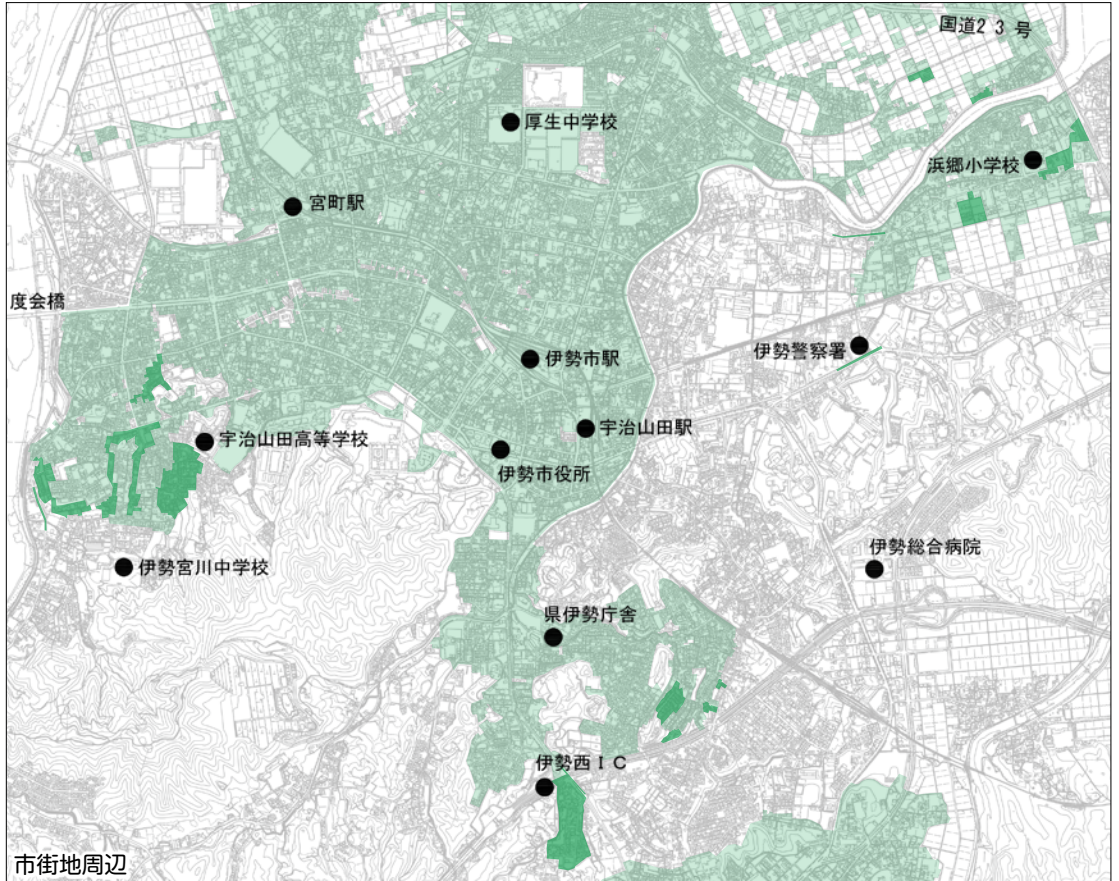 国道23号
厚生中学校
浜郷小学校
宮町駅
度会橋
伊勢市駅
伊勢警察署
宇治山田駅
宇治山田高等学校
伊勢市役所
伊勢総合病院
伊勢宮川中学校
県伊勢庁舎
伊勢西IC
市街地周辺